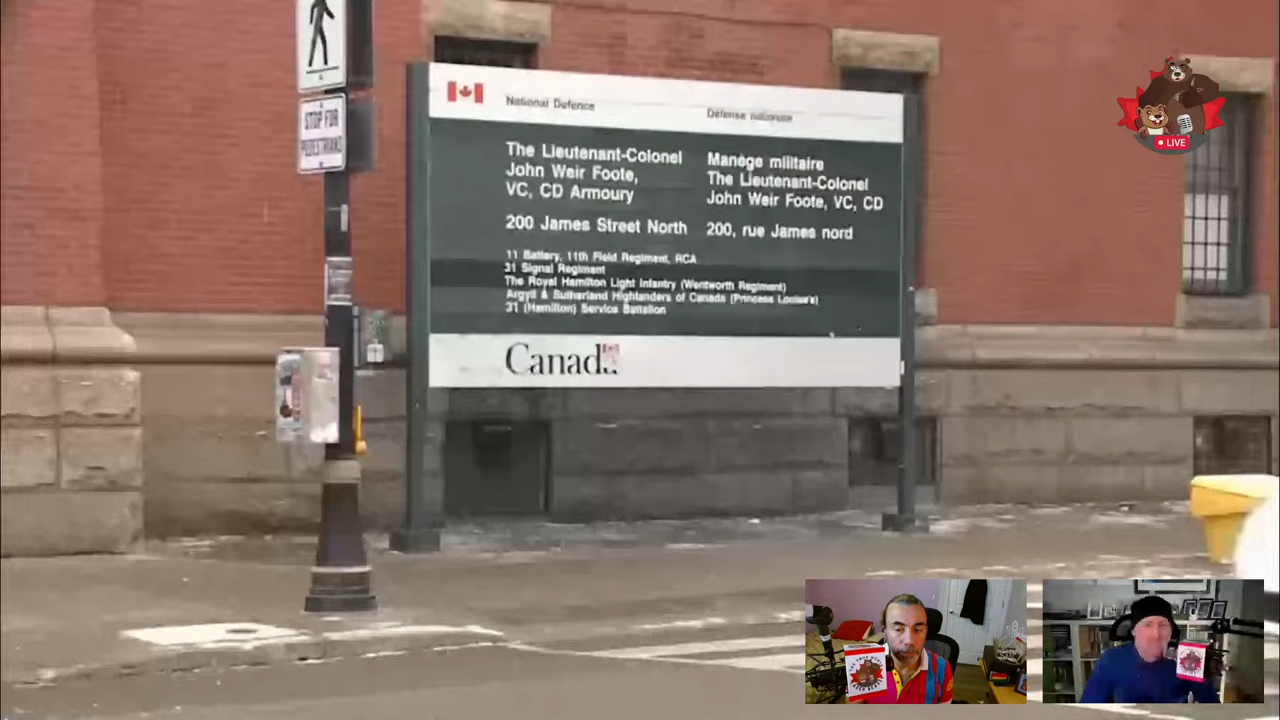 STOP FOR
PEDESTRIANS
National Defence
Défense nationale
The Lieutenant-Colonel
John Weir Foote,
VC, CD Armoury
200 James Street North
Manège militaire
The Lieutenant-Colonel
John Weir Foote, VC, CD
200, rue James nord
11 Battery, 11th Field Regiment, RCA
31 Signal Regiment
The Royal Hamilton Light Infantry (Wentworth Regiment)
Argyll & Sutherland Highlanders of Canada (Princess Louise's)
31 (Hamilton) Service Battalion
Canada
LIVE